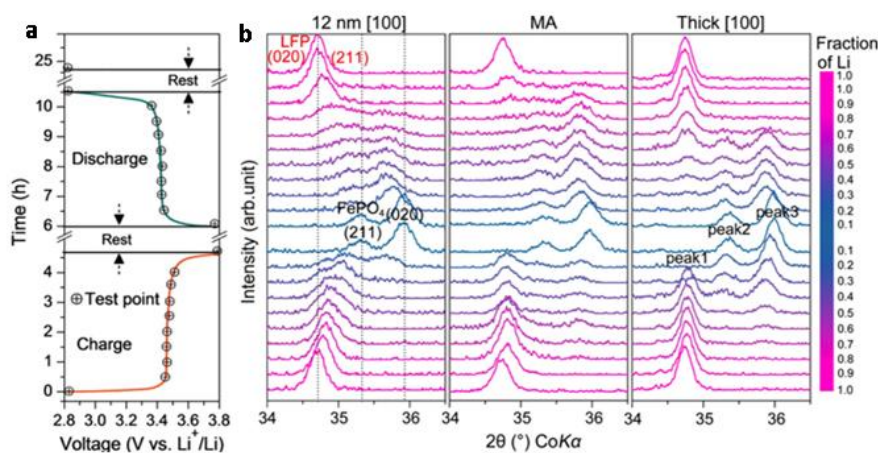 a
25
Rest
10
9
Discharge
8
7
6
Rest
4
3
⊕Test point
2
Charge
1
0
Time (h)
2.8 3.0 3.2 3.4 3.6 3.8
Voltage (V vs. Li⁺/Li)
b
12 nm [100]
MA
Thick [100]
LFP
(020)
(211)
FePO₄(020)
(211)
peak3
peak2
peak1
Intensity (arb.unit)
34 35 36 34 35 36 34 35 36
2θ (°) CoKα
Fraction
of Li
1.0
1.0
0.9
0.8
0.7
0.6
0.5
0.4
0.3
0.2
0.1
0.1
0.2
0.3
0.4
0.5
0.6
0.7
0.8
0.9
1.0